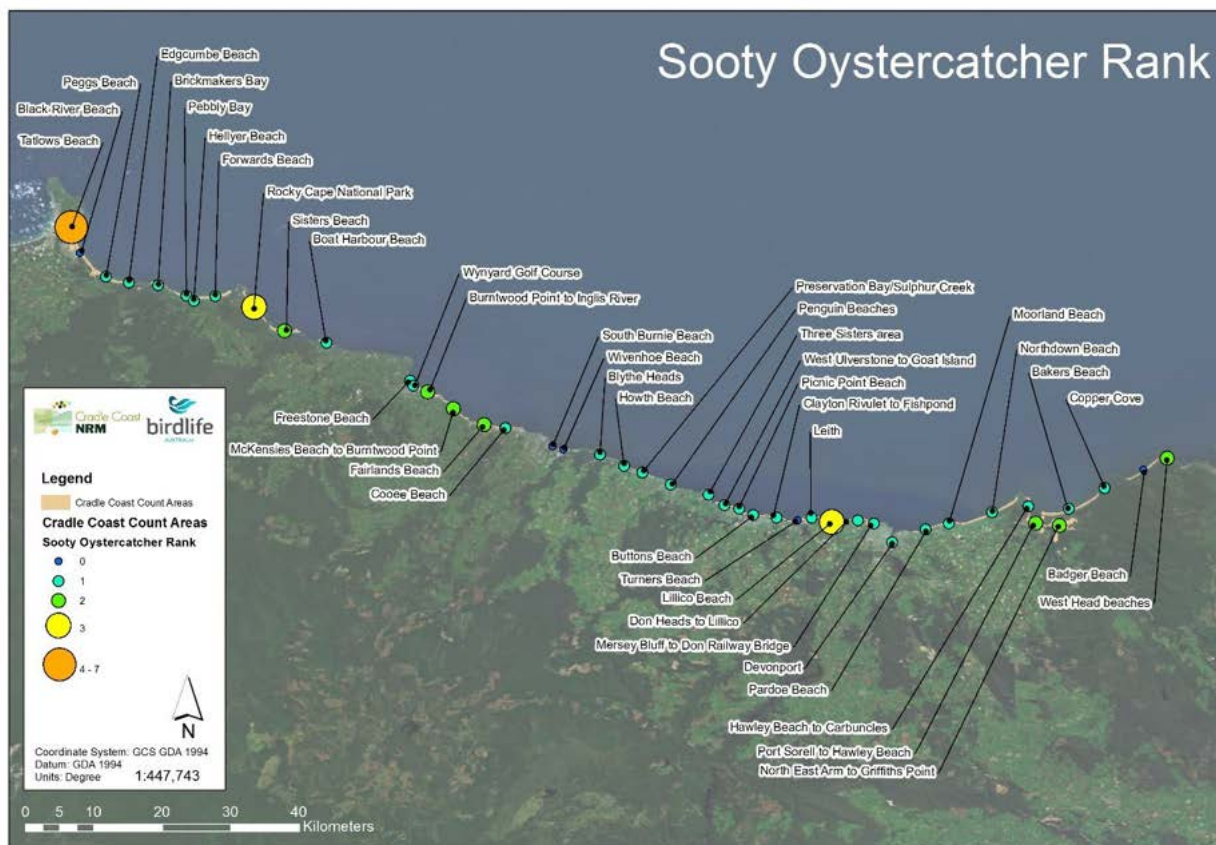 Sooty Oystercatcher Rank
Edgcumbe Beach
Peggs Beach
Brickmakers Bay
Black-River Beach
Pebbly Bay
Tatlows Beach
Hellyer Beach
Forwards Beach
Rocky Cape National Park
Sisters Beach
Boat Harbour Beach
Wynyard Golf Course
Burntwood Point to Inglis River
South Burnie Beach
Wivenhoe Beach
Blythe Heads
Howth Beach
Preservation Bay/Sulphur Creek
Penguin Beaches
Three Sisters area
West Ulverstone to Goat Island
Picnic Point Beach
Clayton Rivulet to Fishpond
Leith
Moorland Beach
Northdown Beach
Bakers Beach
Copper Cove
Freestone Beach
McKensies Beach to Burntwood Point
Fairlands Beach
Cooee Beach
Buttons Beach
Turners Beach
Lillico Beach
Don Heads to Lillico
Mersey Bluff to Don Railway Bridge
Devonport
Pardoe Beach
Hawley Beach to Carbuncles
Port Sorell to Hawley Beach
North East Arm to Griffiths Point
Badger Beach
West Head beaches
Cradle Coast
NRM
birdlife
AUSTRALIA
Legend
Cradle Coast Count Areas
Cradle Coast Count Areas
Sooty Oystercatcher Rank
0
1
2
3
4 - 7
N
Coordinate System: GCS GDA 1994
Datum: GDA 1994
Units: Degree
1:447,743
0 5 10 20 30 40
Kilometers